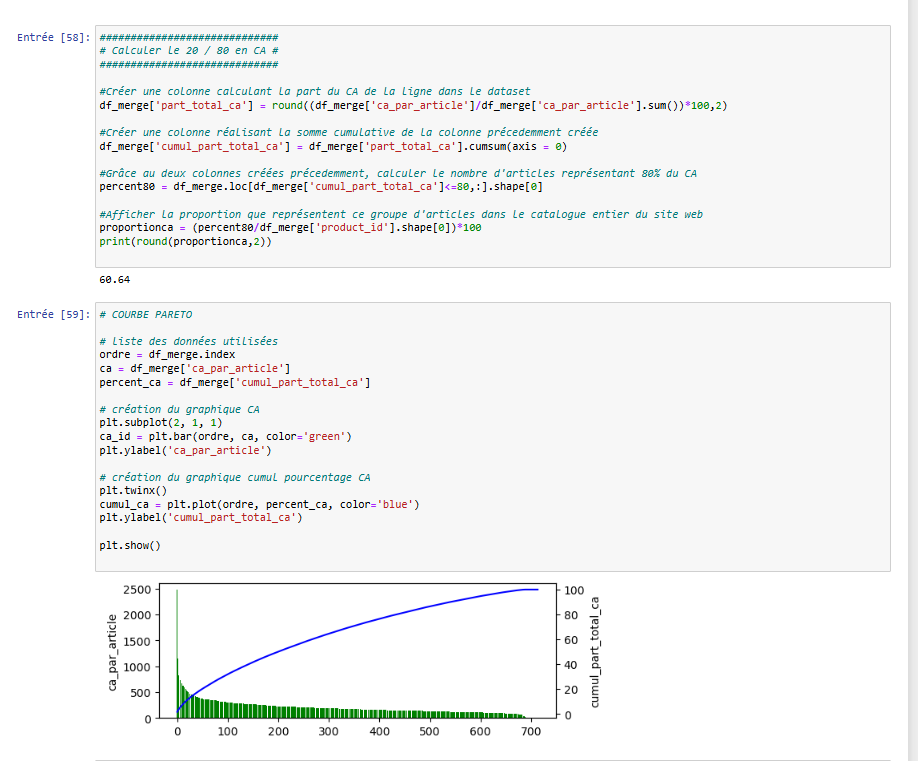 Entrée [58]:
#############################
# Calculer le 20 / 80 en CA #
#############################
#Créer une colonne calculant la part du CA de la ligne dans le dataset
df_merge['part_total_ca'] = round((df_merge['ca_par_article']/df_merge['ca_par_article'].sum())*100,2)
#Créer une colonne réalisant la somme cumulative de la colonne précedemment créée
df_merge['cumul_part_total_ca'] = df_merge['part_total_ca'].cumsum(axis = 0)
#Grâce au deux colonnes créées précedemment, calculer le nombre d'articles représentant 80% du CA
percent80 = df_merge.loc[df_merge['cumul_part_total_ca']<=80,:].shape[0]
#Afficher la proportion que représentent ce groupe d'articles dans le catalogue entier du site web
proportionca = (percent80/df_merge['product_id'].shape[0])*100
print(round(proportionca,2))
60.64
Entrée [59]:
# COURBE PARETO
# liste des données utilisées
ordre = df_merge.index
ca = df_merge['ca_par_article']
percent_ca = df_merge['cumul_part_total_ca']
# création du graphique CA
plt.subplot(2, 1, 1)
ca_id = plt.bar(ordre, ca, color='green')
plt.ylabel('ca_par_article')
# création du graphique cumul pourcentage CA
plt.twinx()
cumul_ca = plt.plot(ordre, percent_ca, color='blue')
plt.ylabel('cumul_part_total_ca')
plt.show()
ca_par_article
2500
2000
1500
1000
500
0
0 100 200 300 400 500 600 700
100
80
60
40
20
0
cumul_part_total_ca